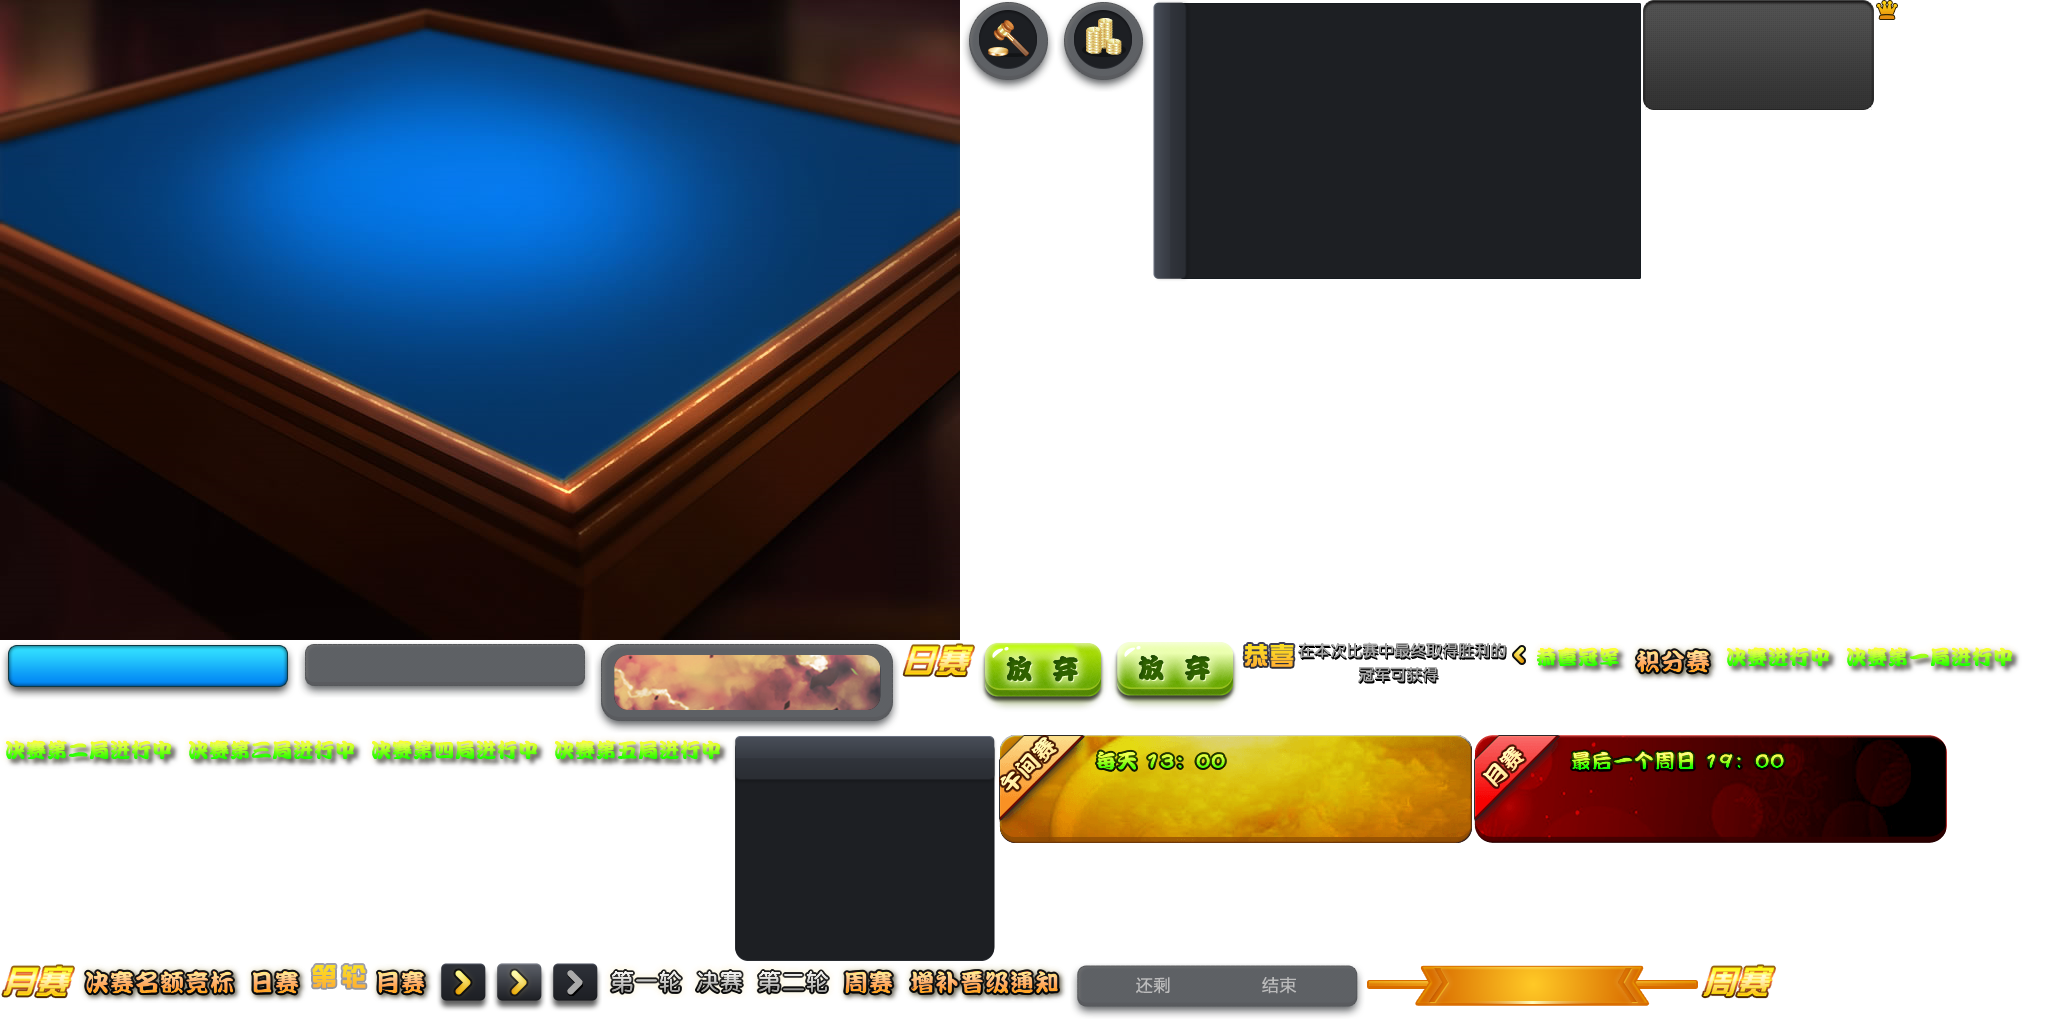 日赛
放 弃
放 弃
恭喜
在本次比赛中最终取得胜利的
冠军可获得
恭喜冠军
积分赛
决赛进行中
决赛第一局进行中
决赛第二局进行中
决赛第三局进行中
决赛第四局进行中
决赛第五局进行中
午间赛
每天 13：00
月赛
最后一个周日 19：00
月赛
决赛名额竞标
日赛
第轮
月赛
第一轮
决赛
第二轮
周赛
增补晋级通知
还剩
结束
周赛